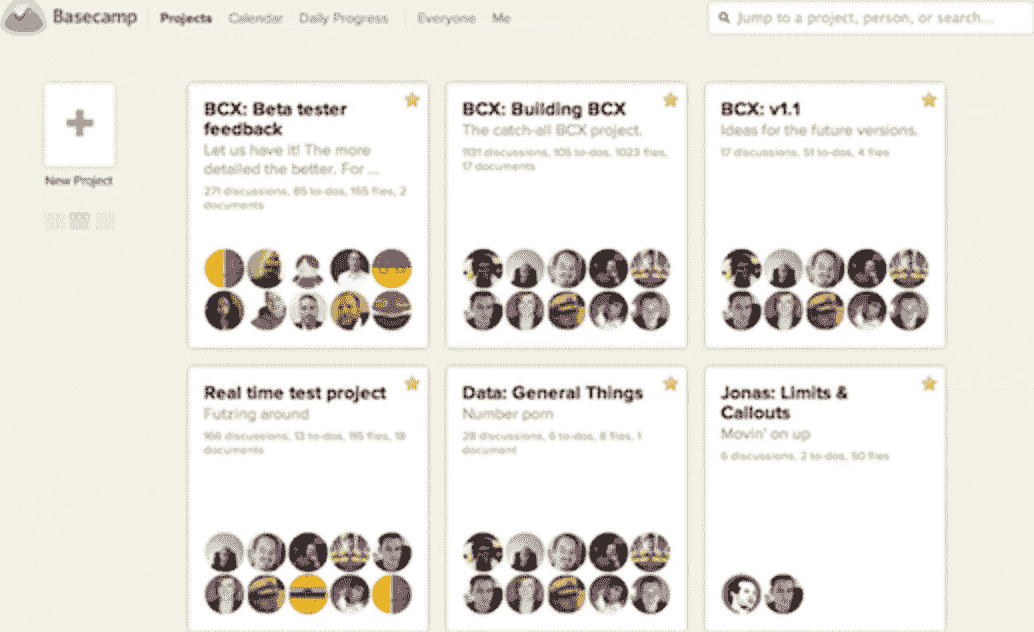 Basecamp Projects Calendar Daily Progress Everyone Me Jump to a project, person, or search...
New Project
BCX: Beta tester
feedback
Let us have it! The more
detailed the better. For ...
271 discussions, 85 to-dos, 155 files, 2
documents
BCX: Building BCX
The catch-all BCX project.
1131 discussions, 105 to-dos, 1023 files,
17 documents
BCX: v1.1
Ideas for the future versions.
17 discussions, 51 to-dos, 4 files
Real time test project
Futzing around
168 discussions, 13 to-dos, 115 files, 18
documents
Data: General Things
Number porn
28 discussions, 6 to-dos, 8 files, 1
document
Jonas: Limits &
Callouts
Movin' on up
6 discussions, 2 to-dos, 50 files